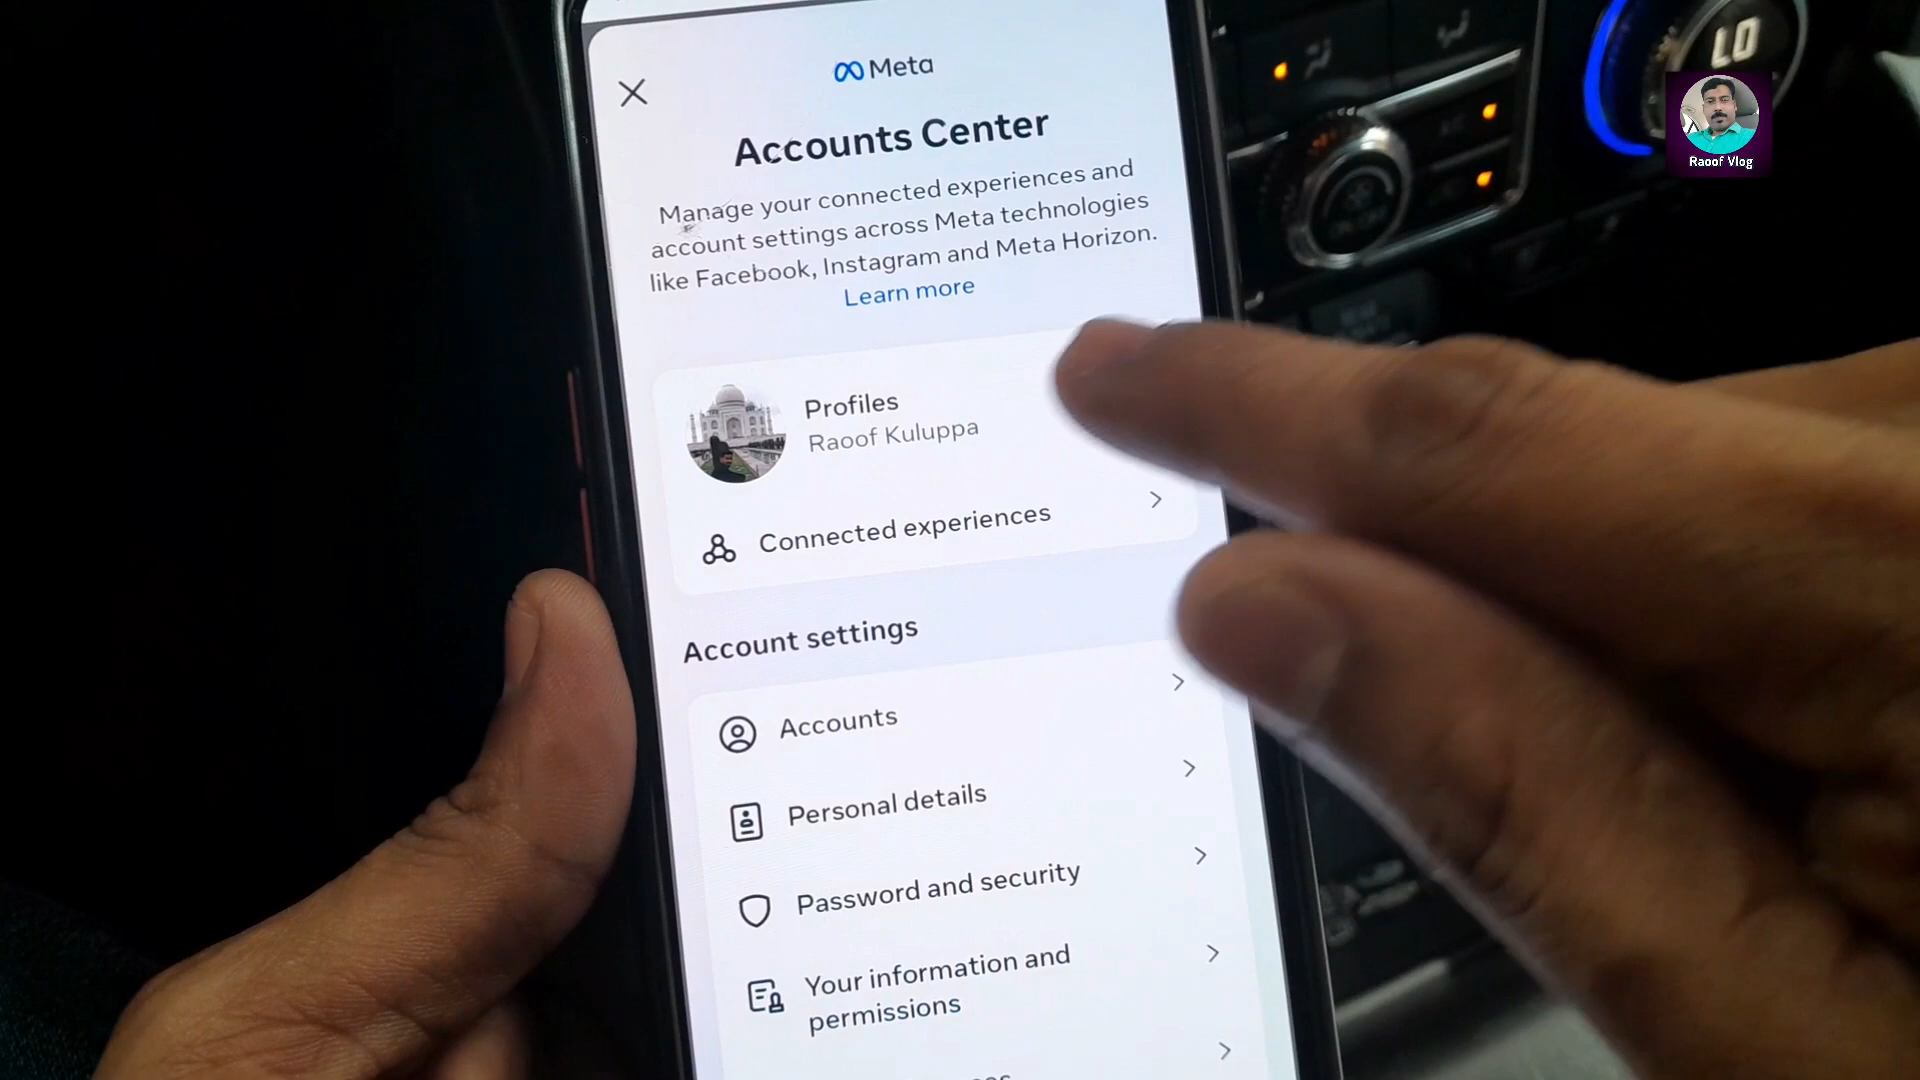 Meta
Accounts Center
Manage your connected experiences and
account settings across Meta technologies
like Facebook, Instagram and Meta Horizon.
Learn more
Profiles
Raoof Kuluppa
Connected experiences
Account settings
Accounts
Personal details
Password and security
Your information and
permissions
LO
Raoof Vlog